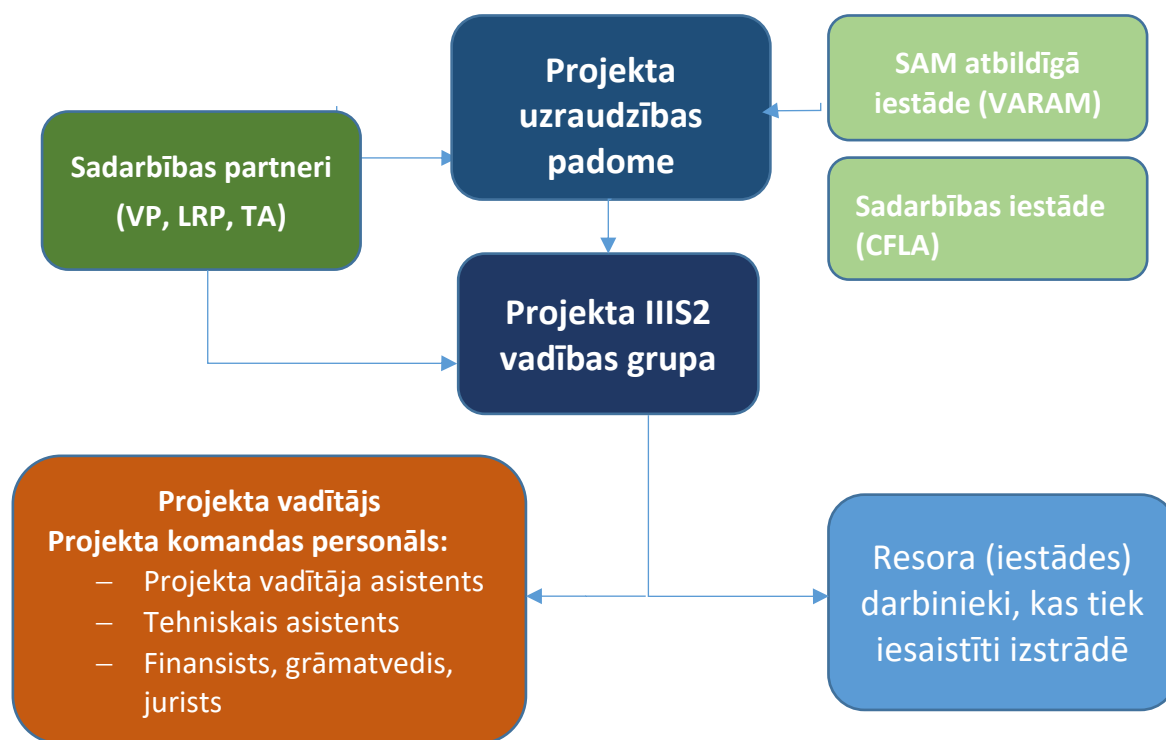 Projekta
uzraudzības
padome
SAM atbildīgā
iestāde (VARAM)
Sadarbības partneri
(VP, LRP, TA)
Sadarbības iestāde
(CFLA)
Projekta IIIS2
vadības grupa
Projekta vadītājs
Projekta komandas personāls:
– Projekta vadītāja asistents
– Tehniskais asistents
– Finansists, grāmatvedis,
jurists
Resora (iestādes)
darbinieki, kas tiek
iesaistīti izstrādē